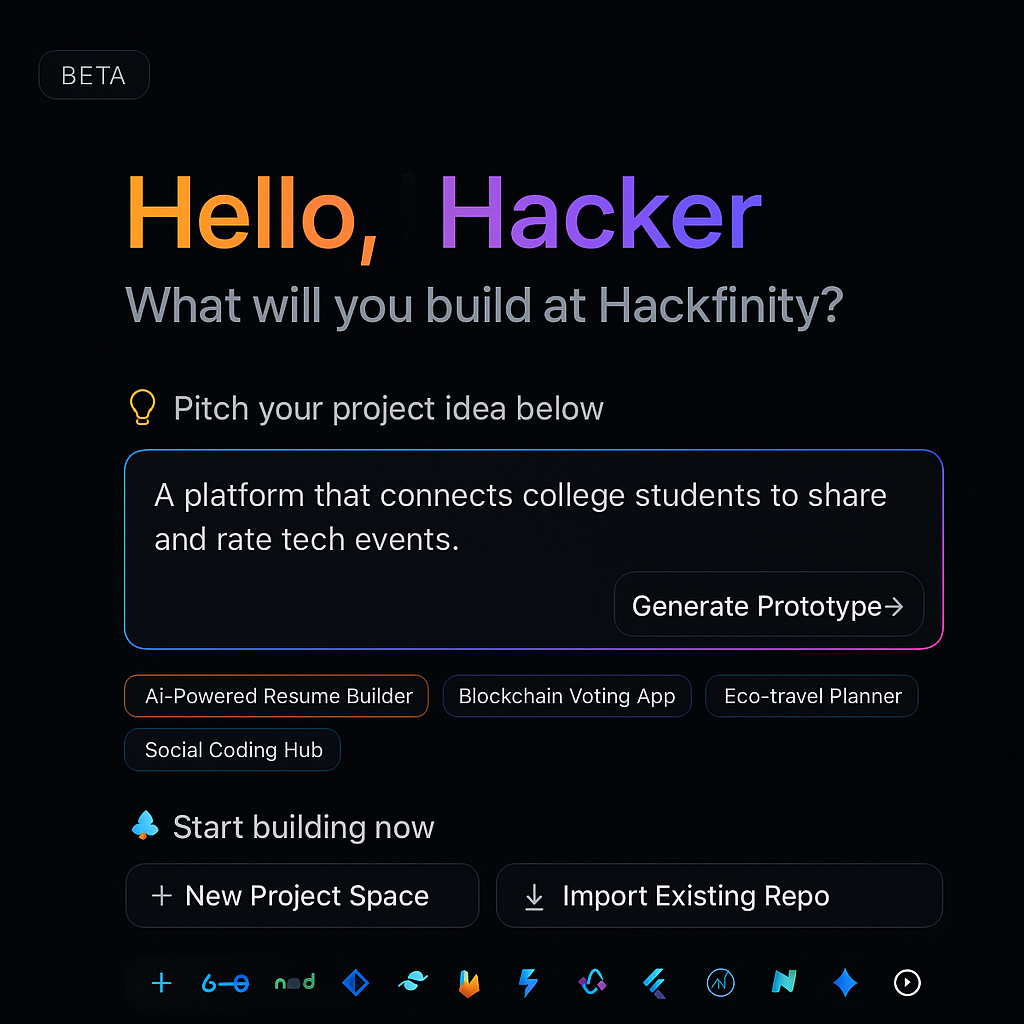 BETA
Hello, Hacker
What will you build at Hackfinity?
Pitch your project idea below
A platform that connects college students to share
and rate tech events.
Generate Prototype→
Ai-Powered Resume Builder
Blockchain Voting App
Eco-travel Planner
Social Coding Hub
Start building now
+ New Project Space
Import Existing Repo